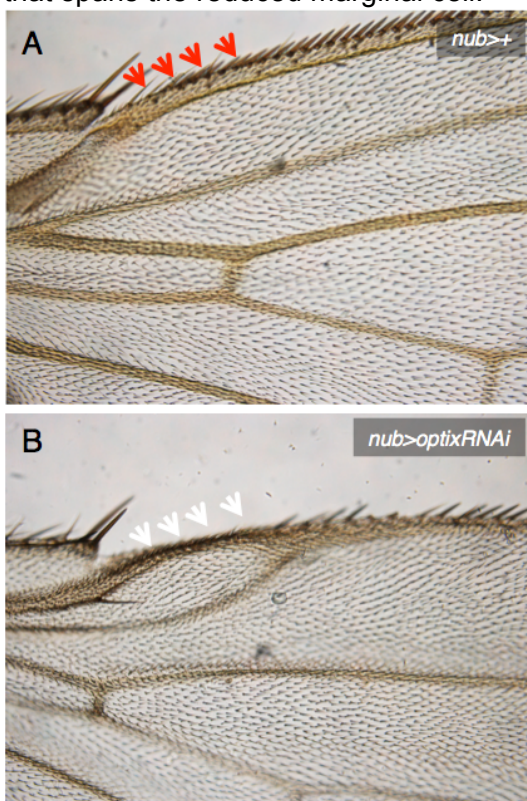 that spans the reduced marginal cell.
A
nub>+
B
nub>optixRNAi